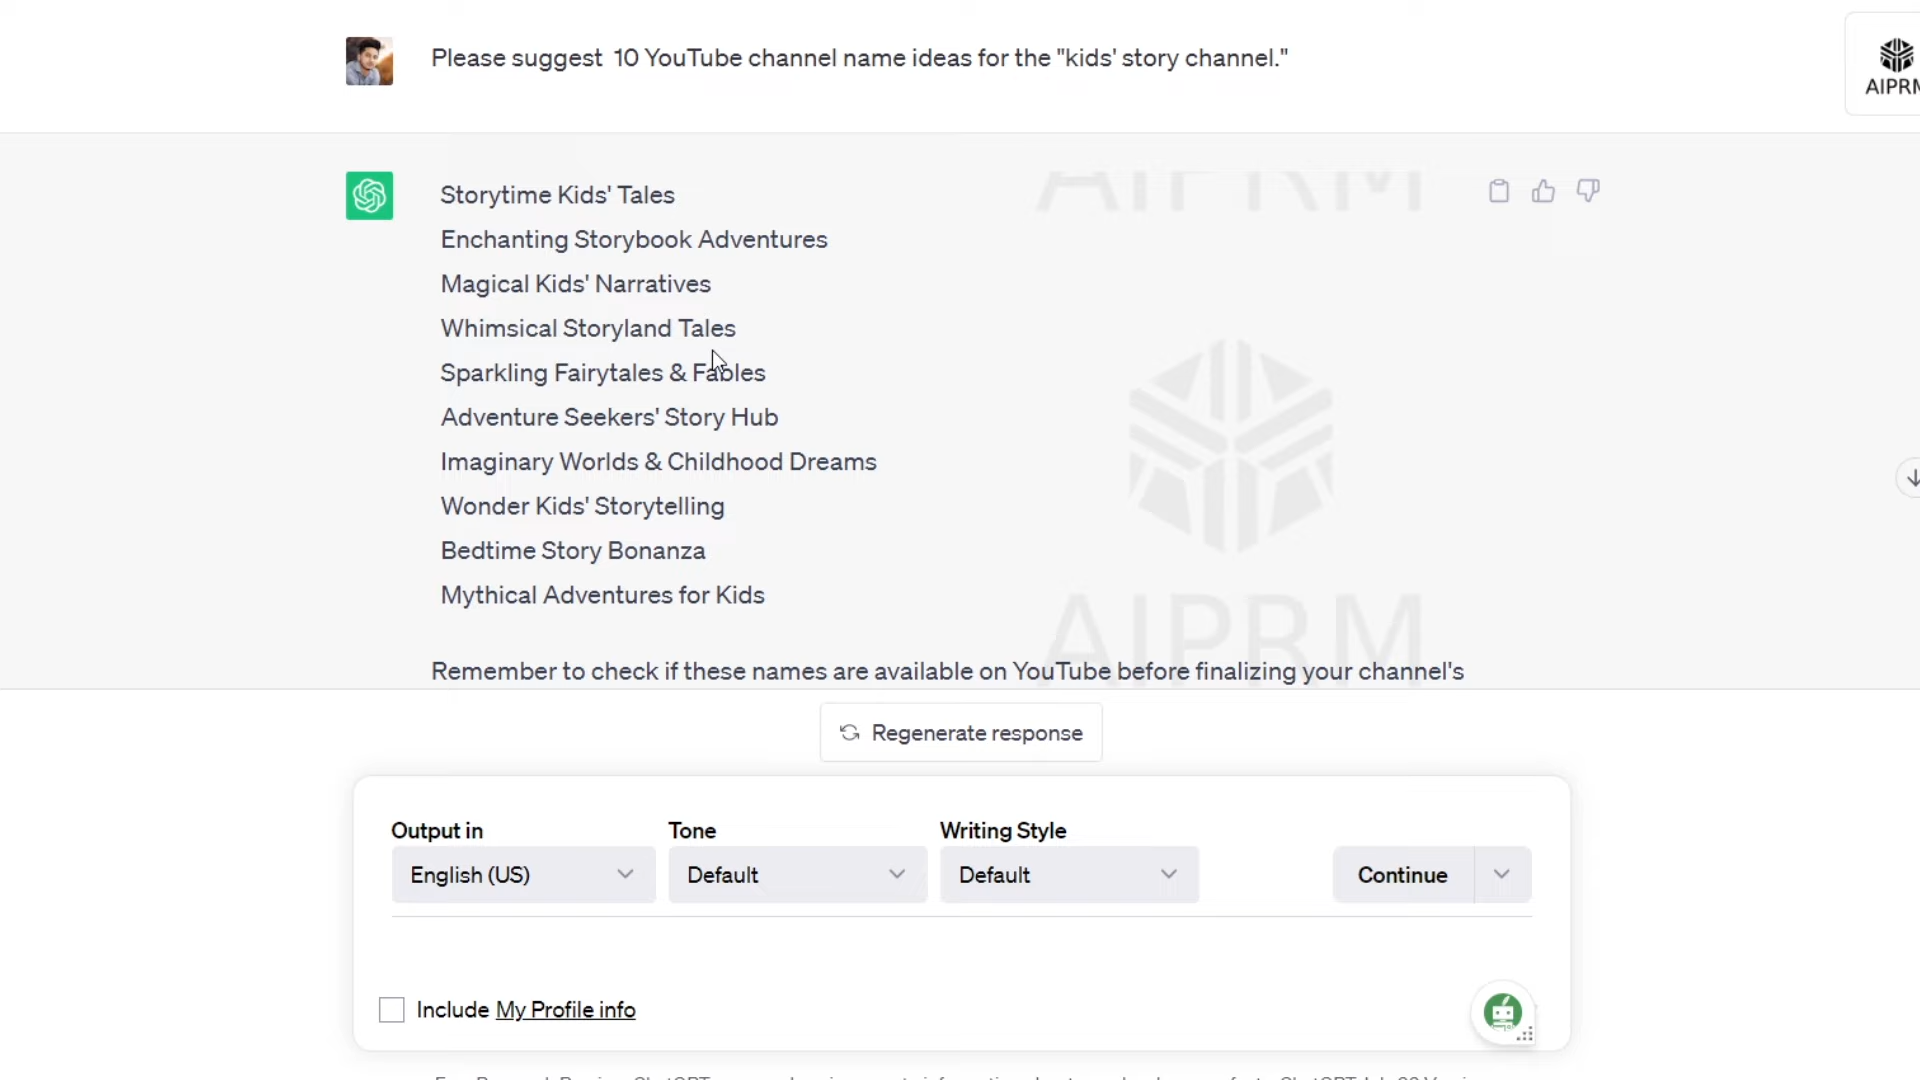 Please suggest 10 YouTube channel name ideas for the "kids' story channel."
AIPRM
AIPRM
Storytime Kids' Tales
Enchanting Storybook Adventures
Magical Kids' Narratives
Whimsical Storyland Tales
Sparkling Fairytales & Fables
Adventure Seekers' Story Hub
Imaginary Worlds & Childhood Dreams
Wonder Kids' Storytelling
Bedtime Story Bonanza
Mythical Adventures for Kids
AIPRM
Remember to check if these names are available on YouTube before finalizing your channel's
Regenerate response
Output in
Tone
Writing Style
English (US)
Default
Default
Continue
Include My Profile info